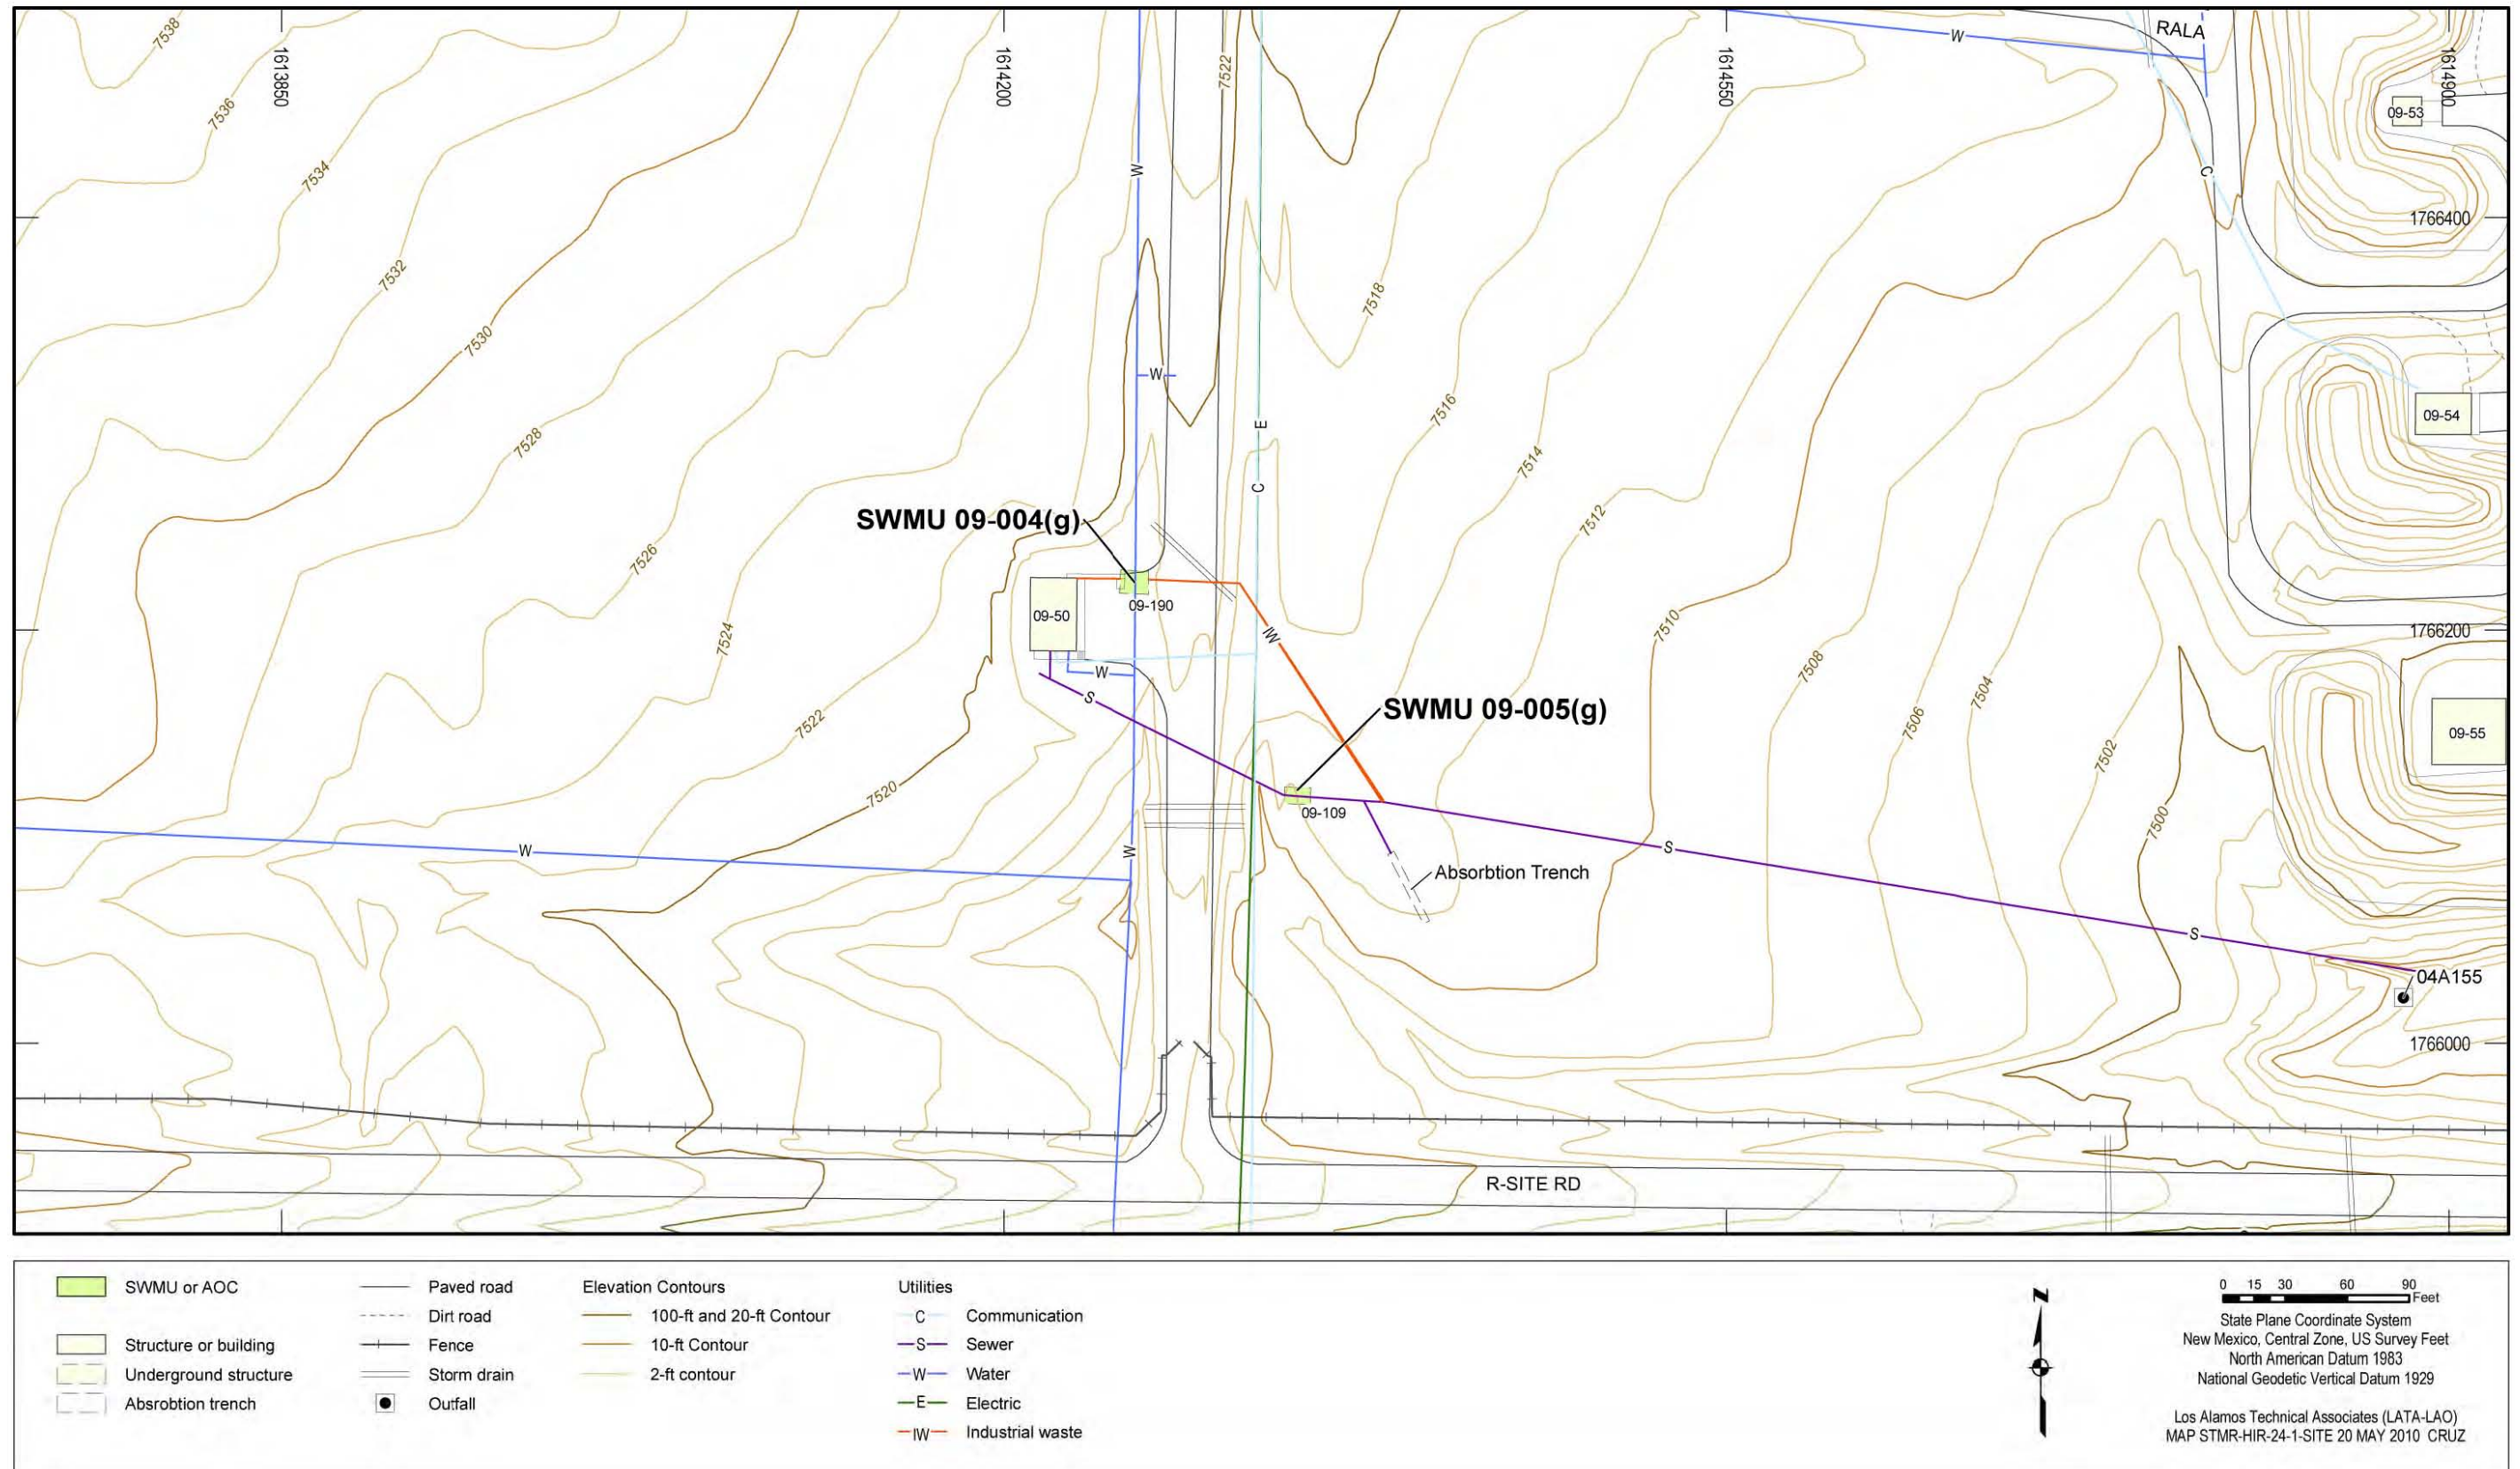 7538
1613850
1614200
7522
1614550
W
RALA
1614900
7536
09-53
7534
W
C
1766400
7532
7518
7530
W
7516
09-54
7528
E
7514
C
SWMU 09-004(g)
7512
7526
09-190
09-50
IW
7510
1766200
7524
7508
W
S
7504
SWMU 09-005(g)
7522
7506
09-55
7502
7520
09-109
7500
W
W
S
Absorbtion Trench
S
04A155
1766000
R-SITE RD
SWMU or AOC
Structure or building
Underground structure
Absrobtion trench
Paved road
Dirt road
Fence
Storm drain
Outfall
Elevation Contours
100-ft and 20-ft Contour
10-ft Contour
2-ft contour
Utilities
C Communication
S Sewer
W Water
E Electric
IW Industrial waste
N
0 15 30 60 90
Feet
State Plane Coordinate System
New Mexico, Central Zone, US Survey Feet
North American Datum 1983
National Geodetic Vertical Datum 1929
Los Alamos Technical Associates (LATA-LAO)
MAP STMR-HIR-24-1-SITE 20 MAY 2010 CRUZ